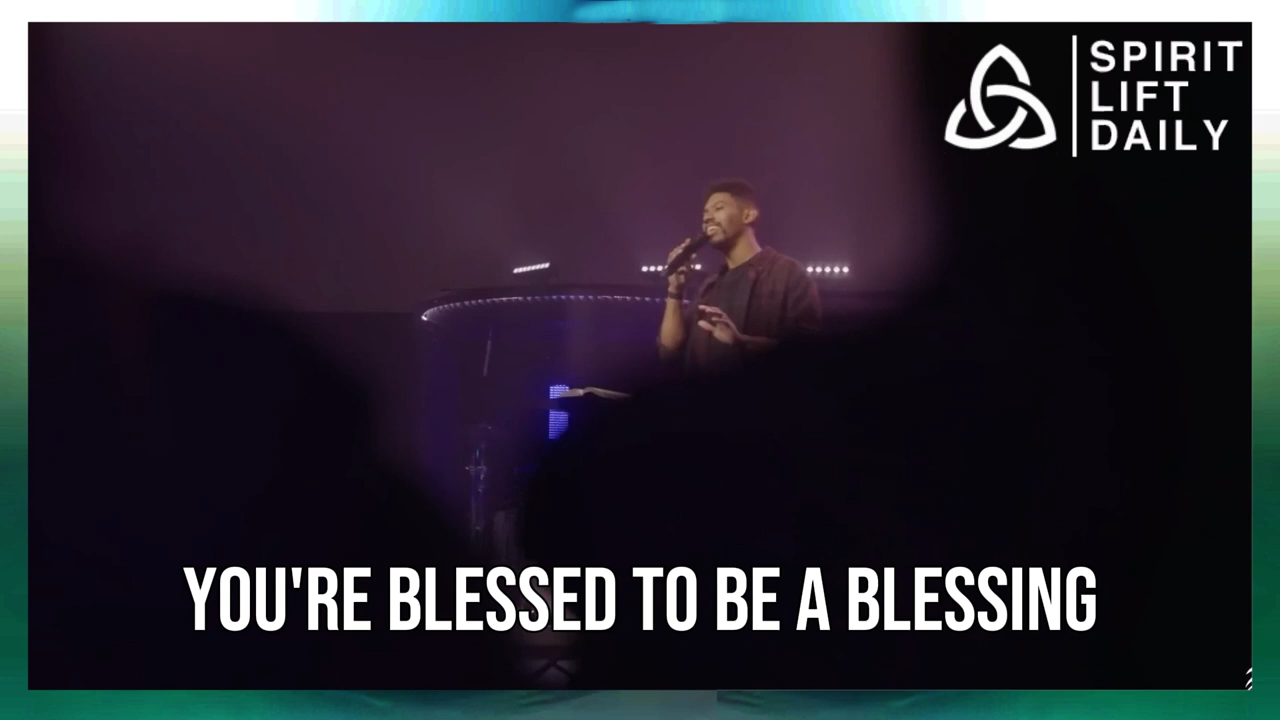 SPIRIT
LIFT
DAILY
YOU'RE BLESSED TO BE A BLESSING